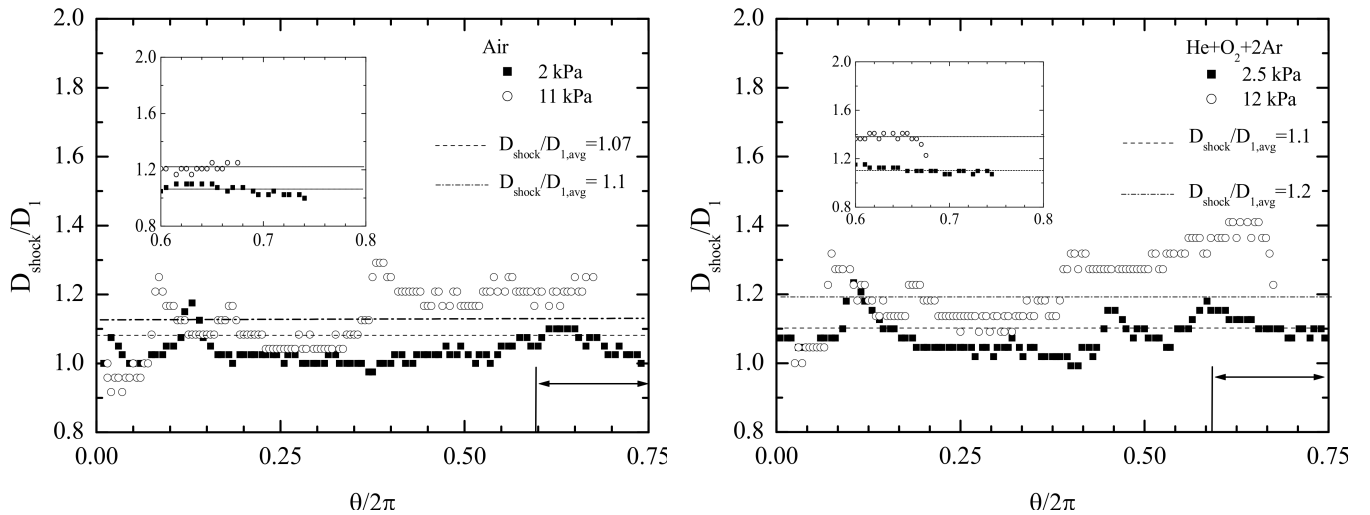 2.0
1.8
1.6
1.4
1.2
1.0
0.8
D_shock/D_1
0.00
0.25
0.50
0.75
θ/2π
Air
2 kPa
11 kPa
D_shock/D_1,avg=1.07
D_shock/D_1,avg= 1.1
2.0
1.6
1.2
0.8
0.6
0.7
0.8
2.0
1.8
1.6
1.4
1.2
1.0
0.8
D_shock/D_1
0.00
0.25
0.50
0.75
θ/2π
He+O_2+2Ar
2.5 kPa
12 kPa
D_shock/D_1,avg=1.1
D_shock/D_1,avg=1.2
2.0
1.6
1.2
0.8
0.6
0.7
0.8